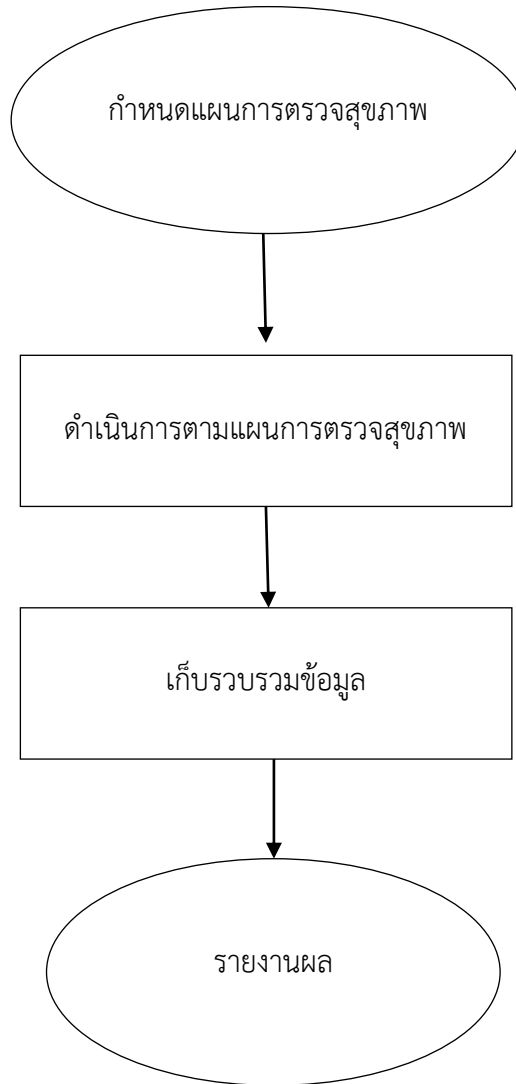 กำหนดแผนการตรวจสุขภาพ
ดำเนินการตามแผนการตรวจสุขภาพ
เก็บรวบรวมข้อมูล
รายงานผล